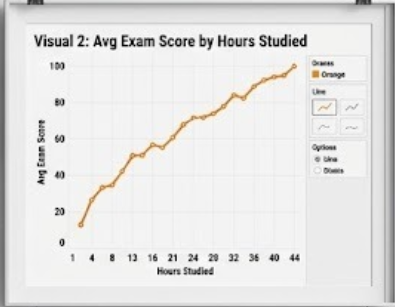 Visual 2: Avg Exam Score by Hours Studied
100
80
60
40
20
0
Avg Exam Score
1 4 8 13 16 17 21 24 28 32 36 40 44
Hours Studied
Orange
Line
Options
Line